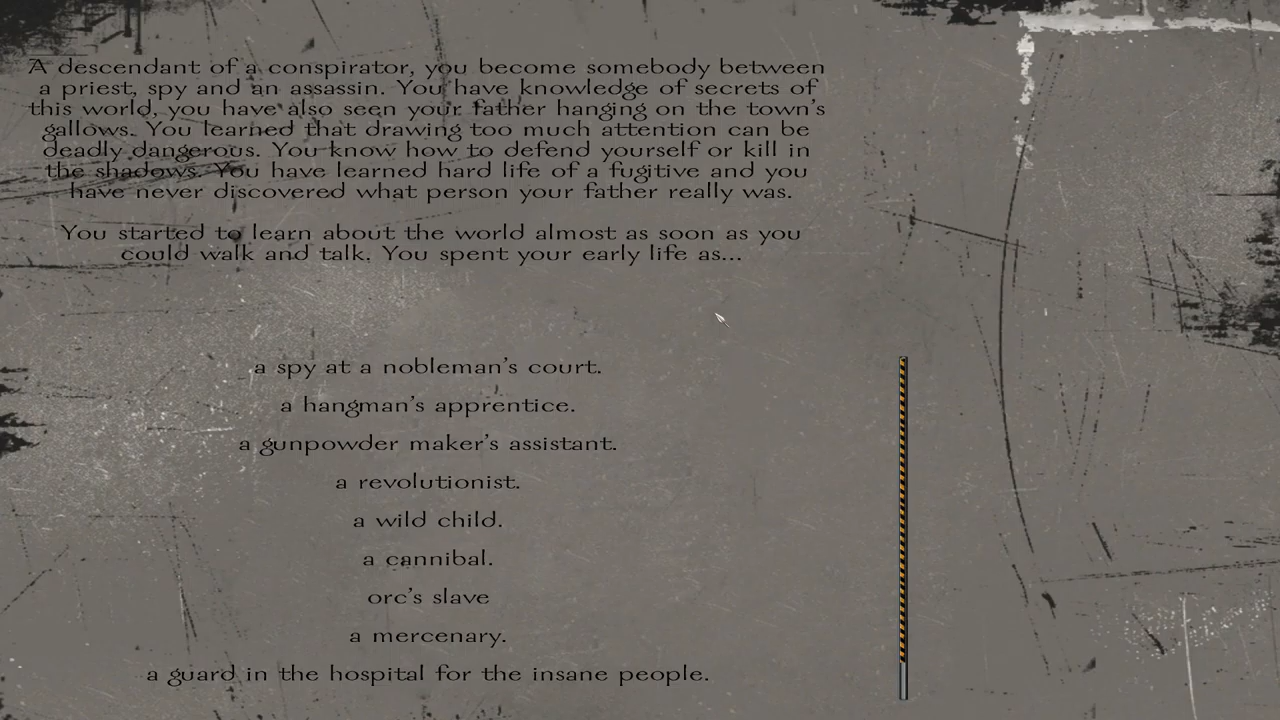 A descendant of a conspirator, you become somebody between
a priest, spy and an assassin. You have knowledge of secrets of
this world, you have also seen your father hanging on the town's
gallows. You learned that drawing too much attention can be
deadly dangerous. You know how to defend yourself or kill in
the shadows. You have learned hard life of a fugitive and you
have never discovered what person your father really was.
You started to learn about the world almost as soon as you
could walk and talk. You spent your early life as...
a spy at a nobleman's court.
a hangman's apprentice.
a gunpowder maker's assistant.
a revolutionist.
a wild child.
a cannibal.
orc's slave
a mercenary.
a guard in the hospital for the insane people.